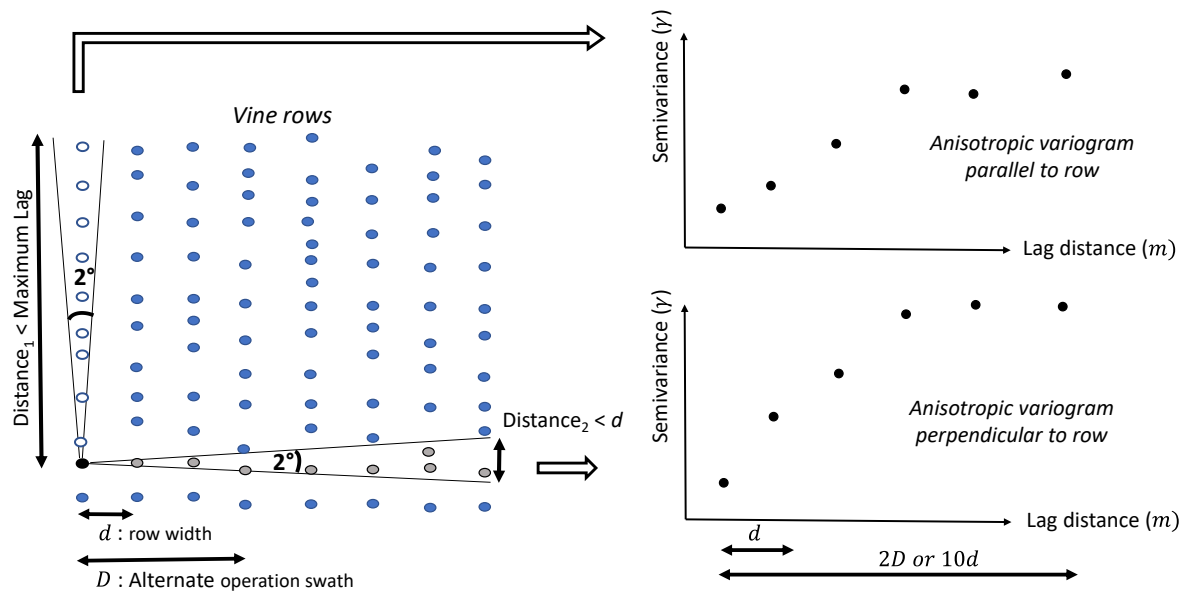 Vine rows
Distance₁ < Maximum Lag
2°
2°
Distance₂ < d
d : row width
D : Alternate operation swath
Semivariance (γ)
Anisotropic variogram
parallel to row
Lag distance (m)
Semivariance (γ)
Anisotropic variogram
perpendicular to row
Lag distance (m)
d
2D or 10d